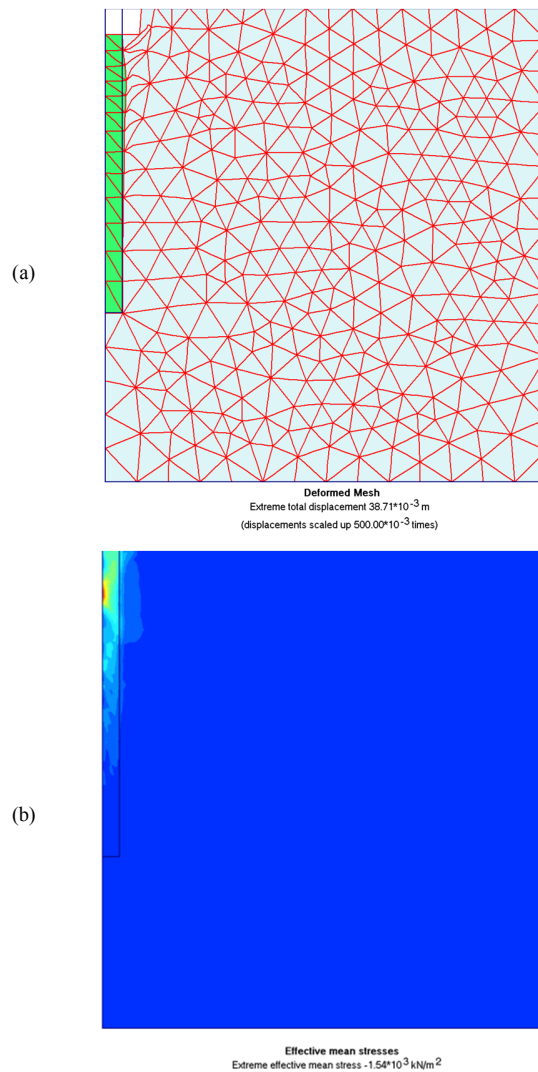 (a)
Deformed Mesh
Extreme total displacement 38.71*10-3 m
(displacements scaled up 500.00*10-3 times)
(b)
Effective mean stresses
Extreme effective mean stress -1.54*103 kN/m2